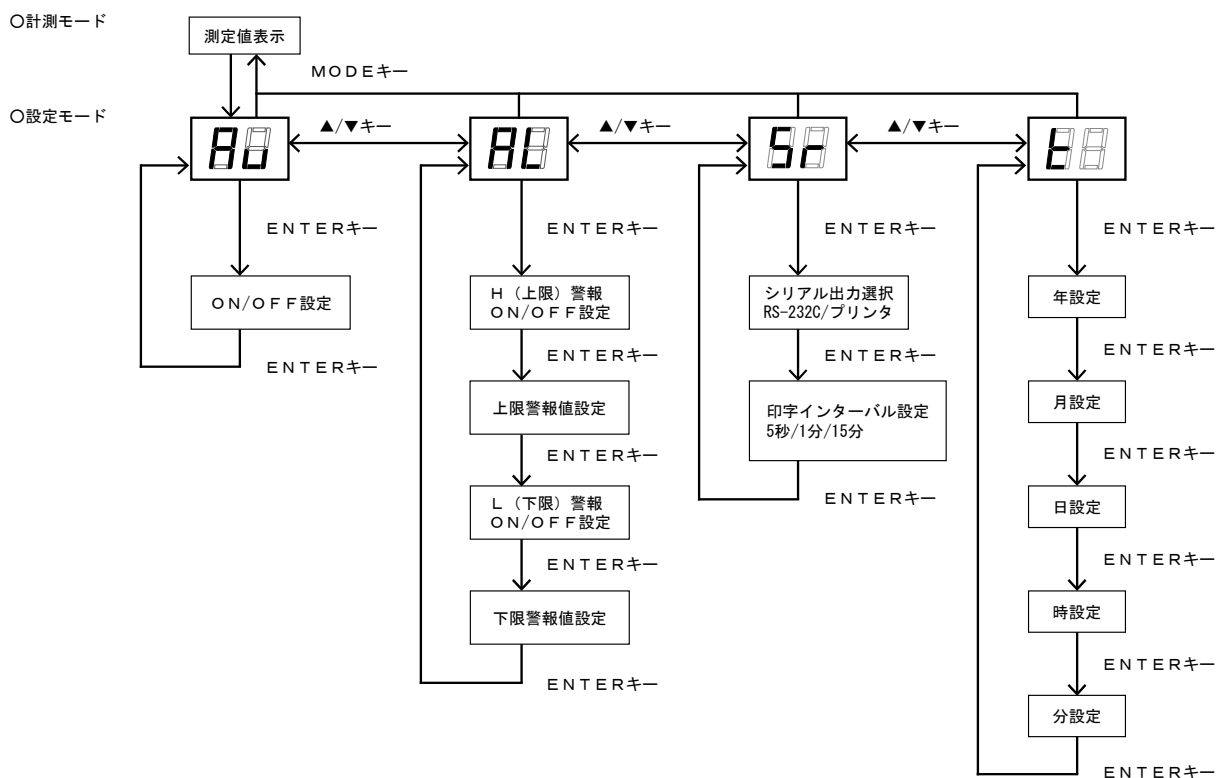 〇計測モード
測定値表示
MODEキー
〇設定モード
Au
▲/▼キー
AL
▲/▼キー
Sr
▲/▼キー
t
ENTERキー
ENTERキー
ENTERキー
ENTERキー
ON/OFF設定
H(上限)警報
ON/OFF設定
シリアル出力選択
RS-232C/プリンタ
年設定
ENTERキー
ENTERキー
ENTERキー
ENTERキー
上限警報値設定
印字インターバル設定
5秒/1分/15分
月設定
ENTERキー
ENTERキー
ENTERキー
L(下限)警報
ON/OFF設定
日設定
ENTERキー
ENTERキー
下限警報値設定
時設定
ENTERキー
ENTERキー
分設定
ENTERキー